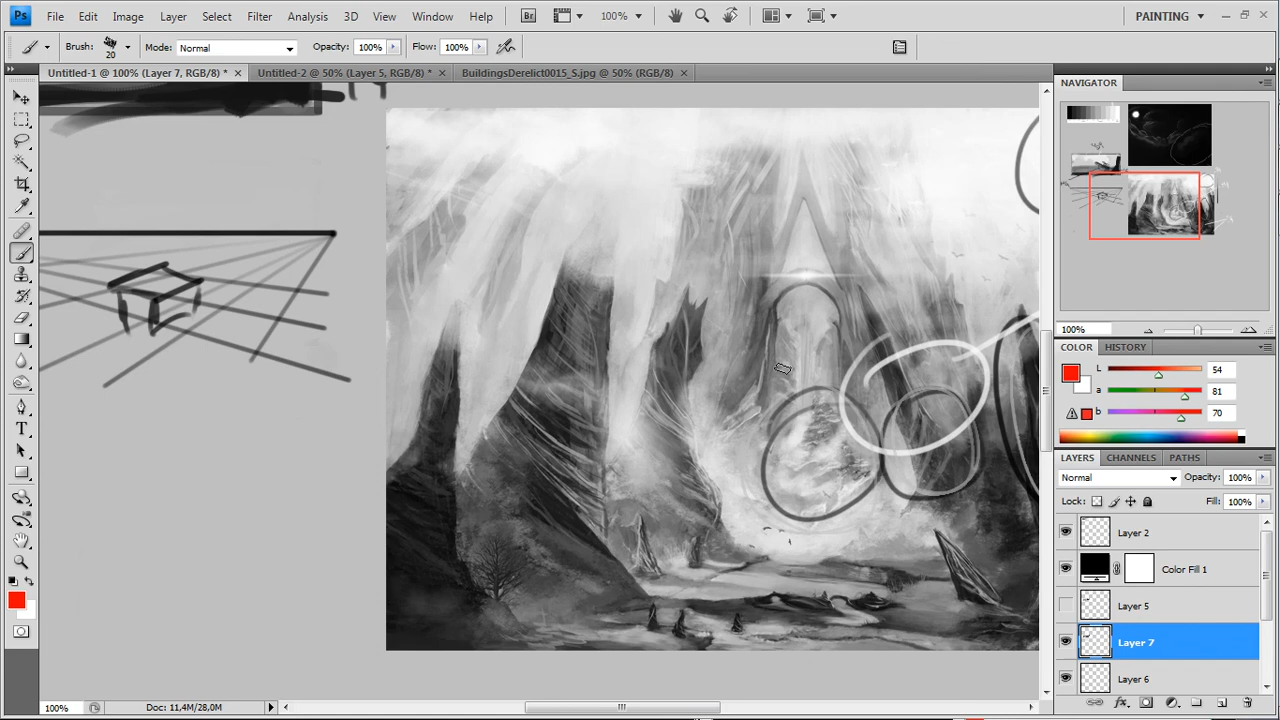 Ps File Edit Image Layer Select Filter Analysis 3D View Window Help Br 100% PAINTING
Brush: 20 Mode: Normal Opacity: 100% Flow: 100%
Untitled-1 @ 100% (Layer 7, RGB/8) * × Untitled-2 @ 50% (Layer 5, RGB/8) * × BuildingsDerelict0015_S.jpg @ 50% (RGB/8) ×
NAVIGATOR
100%
COLOR HISTORY
L 54
a 81
b 70
LAYERS CHANNELS PATHS
Normal Opacity: 100%
Lock: Fill: 100%
Layer 2
Color Fill 1
Layer 5
Layer 7
Layer 6
T
100% Doc: 11,4M/28,0M
fx